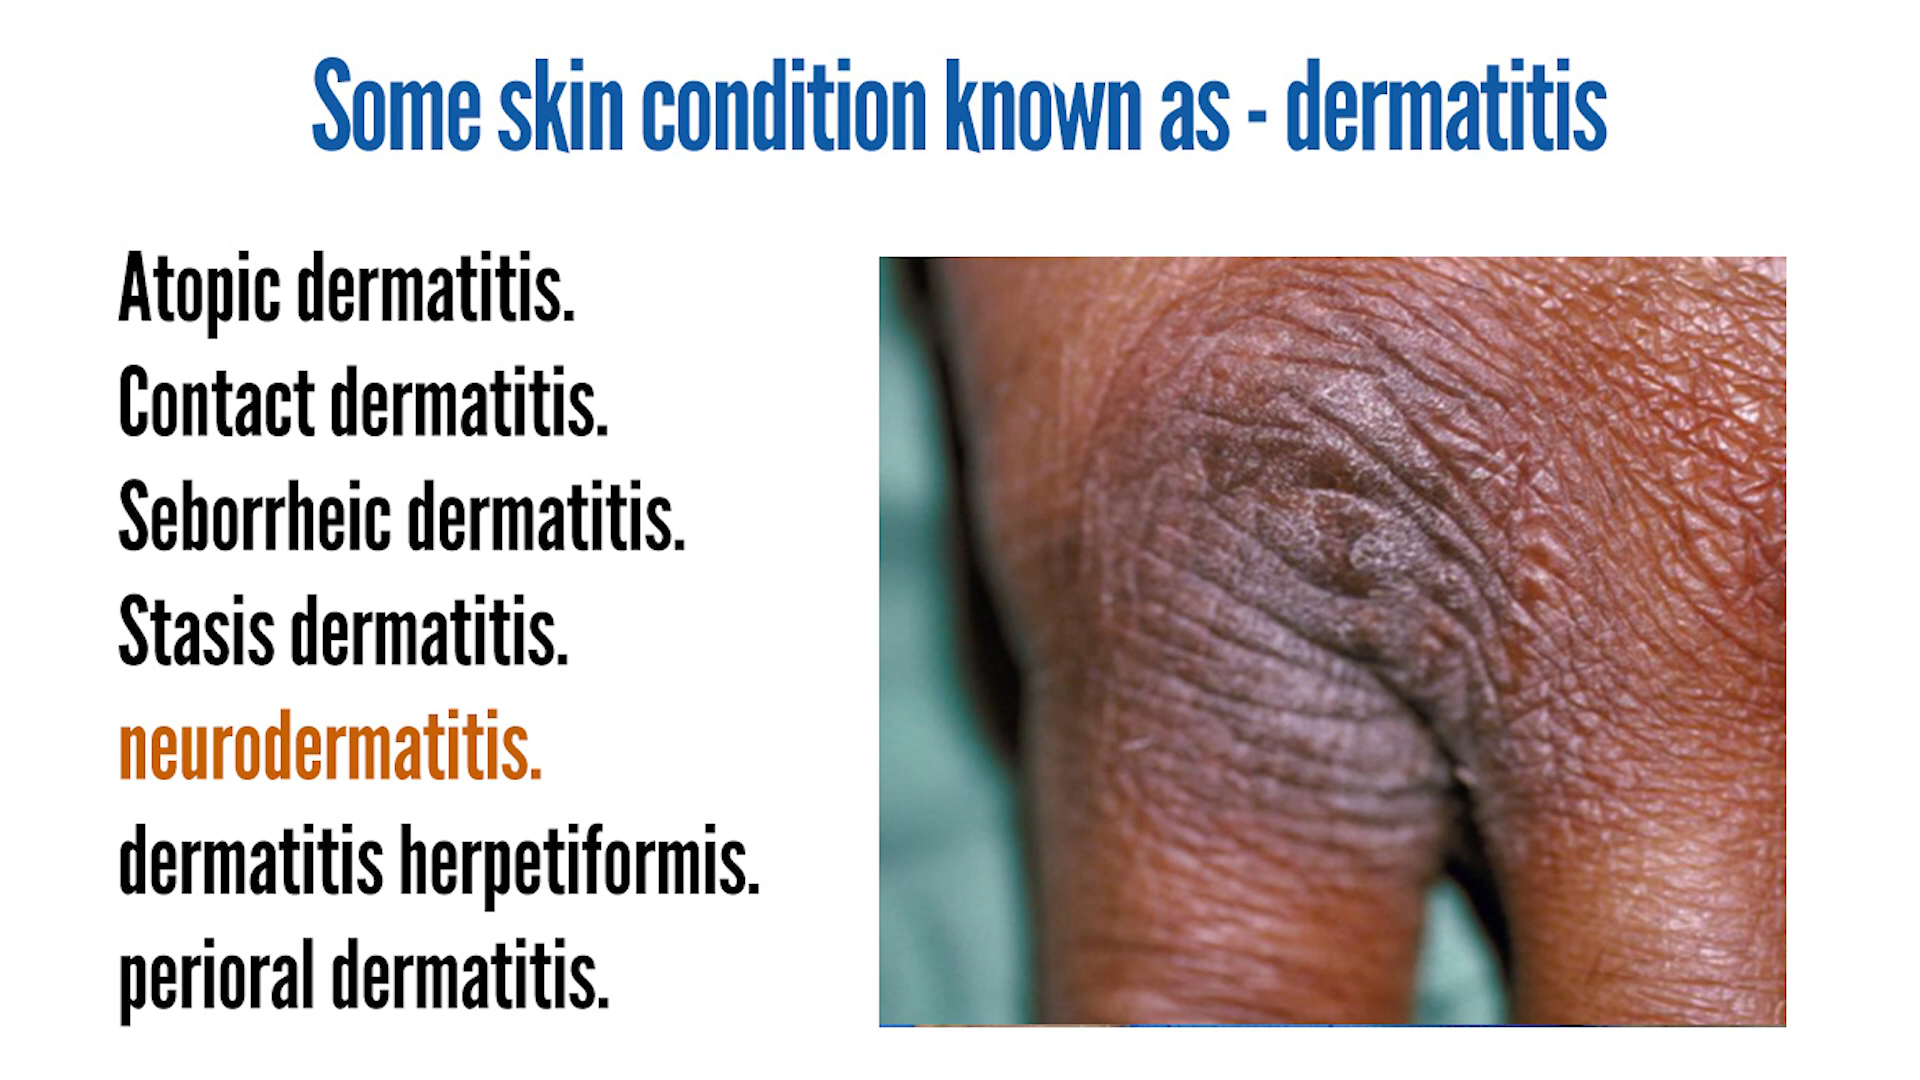 Some skin condition known as - dermatitis
Atopic dermatitis.
Contact dermatitis.
Seborrheic dermatitis.
Stasis dermatitis.
neurodermatitis.
dermatitis herpetiformis.
perioral dermatitis.